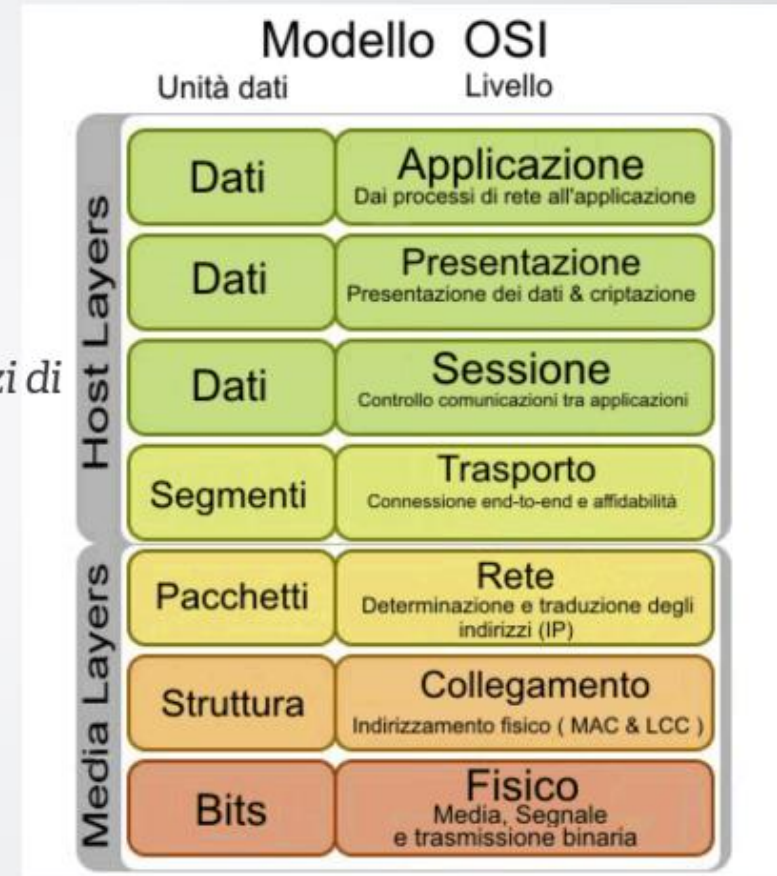 Modello OSI
Unità dati
Livello
Host Layers
Dati
Applicazione
Dai processi di rete all'applicazione
Dati
Presentazione
Presentazione dei dati & criptazione
zi di
Dati
Sessione
Controllo comunicazioni tra applicazioni
Segmenti
Trasporto
Connessione end-to-end e affidabilità
Media Layers
Pacchetti
Rete
Determinazione e traduzione degli
indirizzi (IP)
Struttura
Collegamento
Indirizzamento fisico ( MAC & LCC )
Bits
Fisico
Media, Segnale
e trasmissione binaria